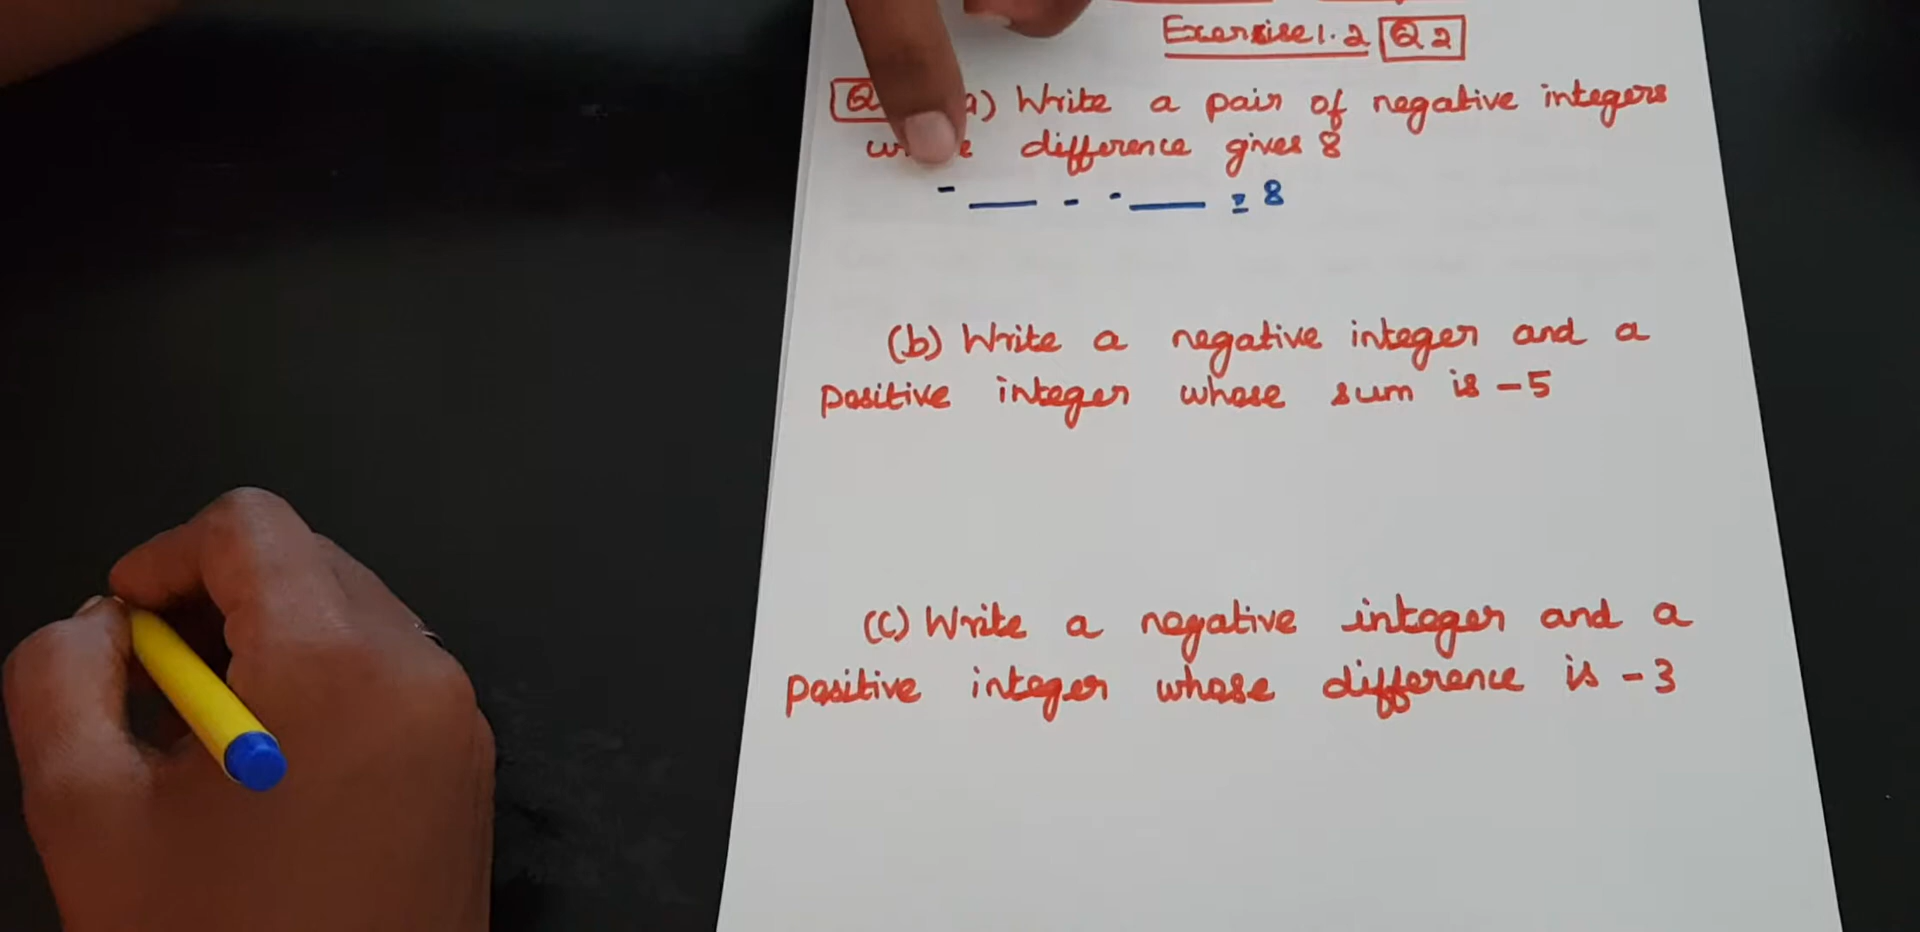 Exercise 1.2 Q2
a) Write a pair of negative integers
difference gives 8
- ___ - - ___ = 8
(b) Write a negative integer and a
positive integer whose sum is -5
(c) Write a negative integer and a
positive integer whose difference is -3